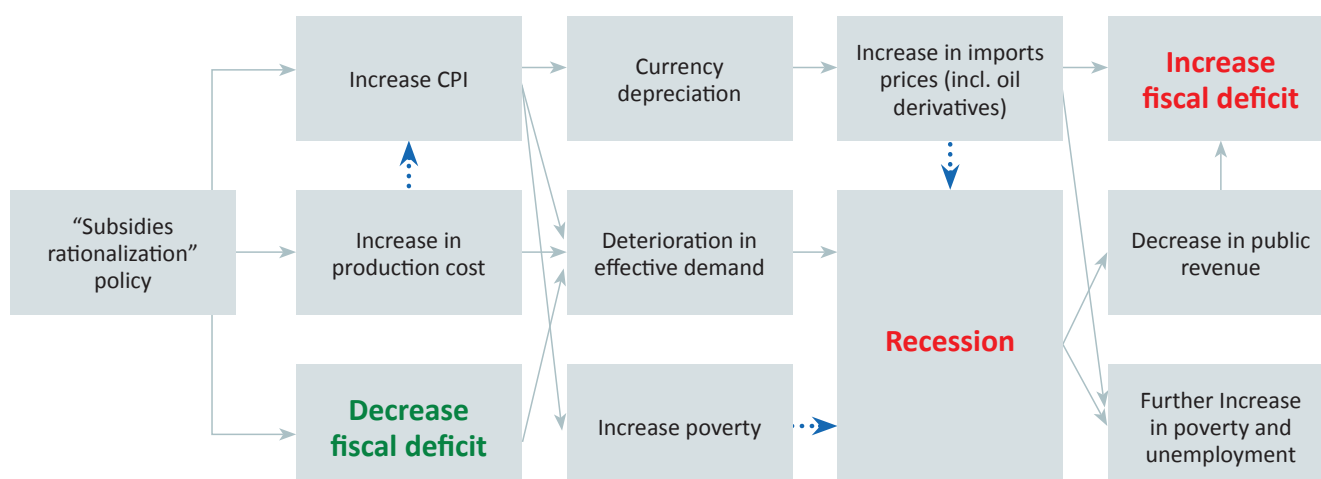 Increase CPI
Currency
depreciation
Increase in imports
prices (incl. oil
derivatives)
Increase
fiscal deficit
“Subsidies
rationalization”
policy
Increase in
production cost
Deterioration in
effective demand
Decrease in public
revenue
Recession
Decrease
fiscal deficit
Increase poverty
Further Increase
in poverty and
unemployment